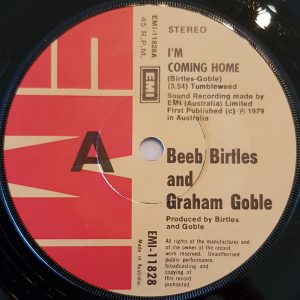 EMI-11828A
45 R.P.M.
STEREO
I'M
COMING HOME
(Birtles-Goble)
(3.54) Tumbleweed
Sound Recording made by
EMI (Australia) Limited
First Published (c) ℗ 1979
in Australia
EMI
EMI
A
Beeb Birtles
and
Graham Goble
Produced by Birtles
and Goble
EMI-11828
Made in Australia
All rights of the manufacturer and
of the owner of the record
work reserved. Unauthorised
public performance,
broadcasting and
copying of
this record
prohibited.